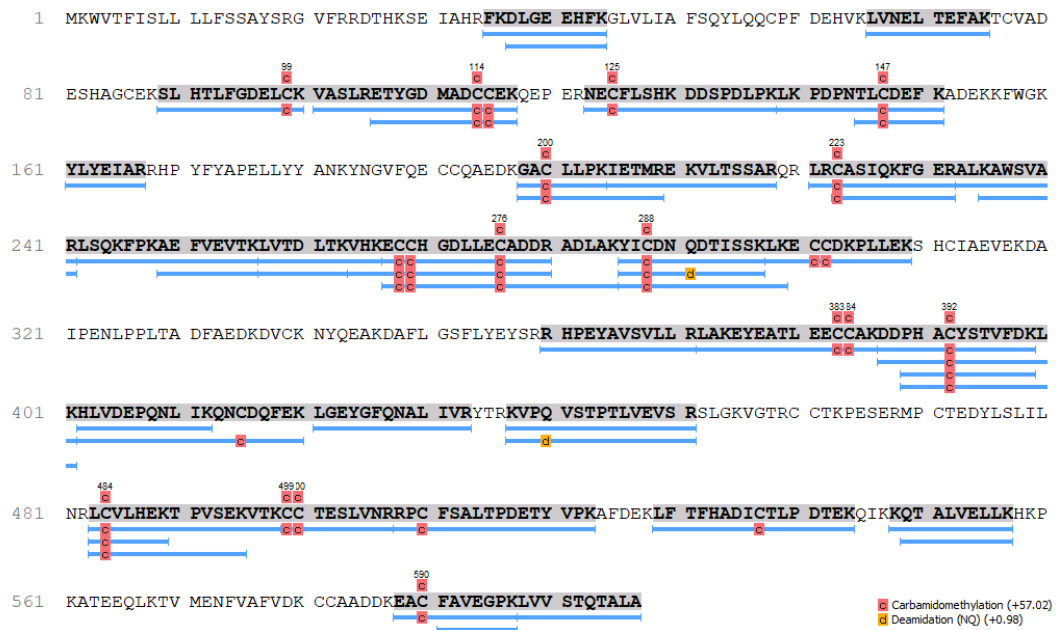 1 MKWVTFISLL LLFSSAYSRG VFRRDTHKSE IAHRFKDLGE EHFKGLVLIA FSQYLQQCPF DEHVKLVNEL TEFAKTCVAD
99 114 125 147
c c c c
81 ESHAGCEKSL HTLFGDELCK VASLRETYGD MADCCEKQEP ERNECFLSHK DDSPDLPKLK PDPNTLCDEF KADEKKFWGK
c c c c c
c c c
200 223
c c
161 YLYEIARRHP YFYAPELLYY ANKYNGVFQE CCQAEDKGAC LLPKIETMRE KVLTSSARQR LRCASIQKFG ERALKAWSVA
c c
c c
276 288
c c
241 RLSQKFPKAE FVEVTKLVTD LTKVHKECCH GDLLECADDR ADLAKYICDN QDTISSKLKE CCDKPLLEKS HCIAEVEKDA
c c c c c c
c c c c d
c c c c
383 84 392
c c c
321 IPENLPPLTA DFAEDKDVCK NYQEAKDAFL GSFLYEYSRR HPEYAVSVLL RLAKEYEATL EECCAKDDPH ACYSTVFDKL
c c c
c
c
c
401 KHLVDEPQNL IKQNCDQFEK LGEYGFQNAL IVRYTRKVPQ VSTPTLVEVS RSLGKVGTRC CTKPESERMP CTEDYLSLIL
c d
484 499 00
c c c
481 NRLCVLHEKT PVSEKVTKCC TESLVNRRPC FSALTPDETY VPKAFDEKLF TFHADICTLP DTEKQIKKQT ALVELLKHKP
c c c c c
c
c
590
c
561 KATEEQLKTV MENFVAFVDK CCAADDKEAC FAVEGPKLVV STQTALA
c
c Carbamidomethylation (+57.02)
d Deamidation (NQ) (+0.98)